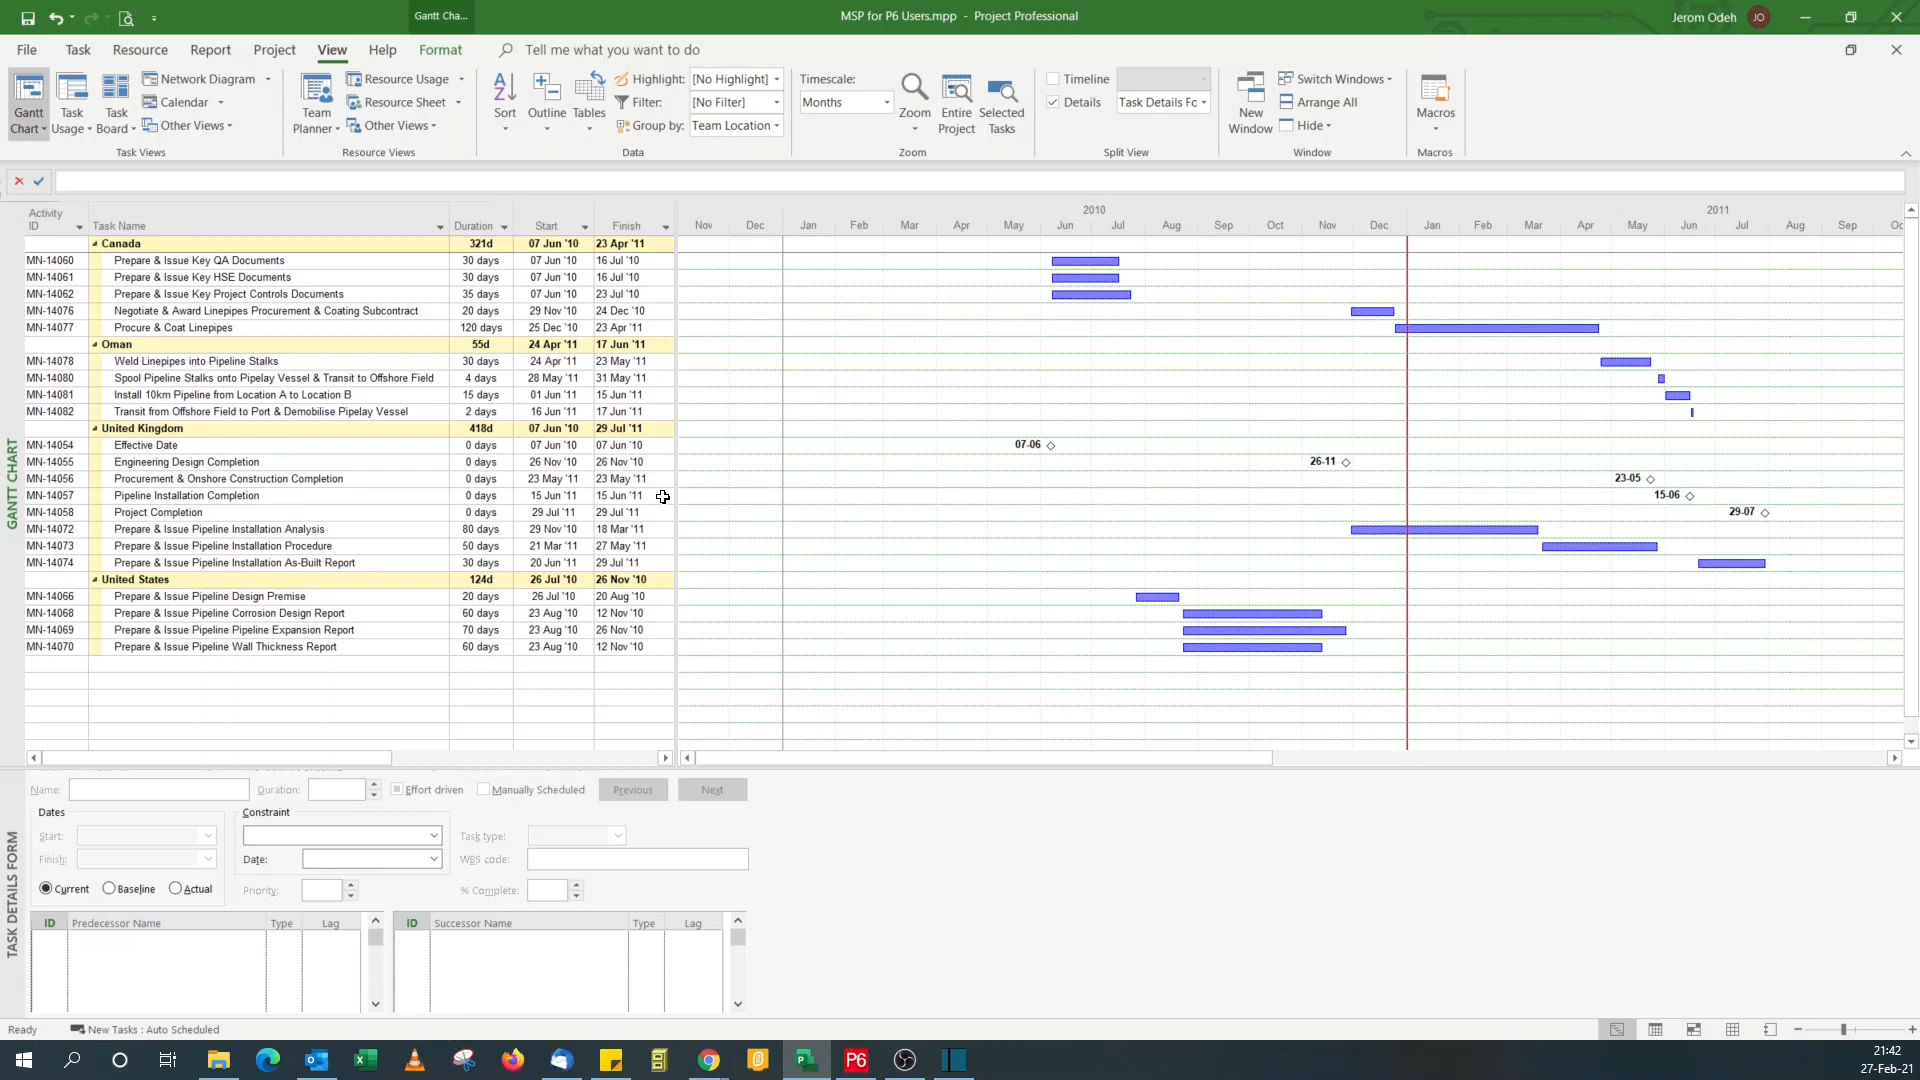 Gantt Cha...
MSP for P6 Users.mpp - Project Professional
Jerom Odeh JO
File Task Resource Report Project View Help Format Tell me what you want to do
Gantt Chart
Task Usage
Task Board
Network Diagram
Calendar
Other Views
Task Views
Team Planner
Resource Usage
Resource Sheet
Other Views
Resource Views
Sort
Outline
Tables
Highlight: [No Highlight]
Filter: [No Filter]
Group by: Team Location
Data
Timescale:
Months
Zoom
Entire Project
Selected Tasks
Zoom
Timeline
Details Task Details Fc
Split View
New Window
Switch Windows
Arrange All
Hide
Window
Macros
Macros
2010 2011
Activity ID Task Name Duration Start Finish
Nov Dec Jan Feb Mar Apr May Jun Jul Aug Sep Oct Nov Dec Jan Feb Mar Apr May Jun Jul Aug Sep Oc
Canada 321d 07 Jun '10 23 Apr '11
MN-14060 Prepare & Issue Key QA Documents 30 days 07 Jun '10 16 Jul '10
MN-14061 Prepare & Issue Key HSE Documents 30 days 07 Jun '10 16 Jul '10
MN-14062 Prepare & Issue Key Project Controls Documents 35 days 07 Jun '10 23 Jul '10
MN-14076 Negotiate & Award Linepipes Procurement & Coating Subcontract 20 days 29 Nov '10 24 Dec '10
MN-14077 Procure & Coat Linepipes 120 days 25 Dec '10 23 Apr '11
Oman 55d 24 Apr '11 17 Jun '11
MN-14078 Weld Linepipes into Pipeline Stalks 30 days 24 Apr '11 23 May '11
MN-14080 Spool Pipeline Stalks onto Pipelay Vessel & Transit to Offshore Field 4 days 28 May '11 31 May '11
MN-14081 Install 10km Pipeline from Location A to Location B 15 days 01 Jun '11 15 Jun '11
MN-14082 Transit from Offshore Field to Port & Demobilise Pipelay Vessel 2 days 16 Jun '11 17 Jun '11
United Kingdom 418d 07 Jun '10 29 Jul '11
MN-14054 Effective Date 0 days 07 Jun '10 07 Jun '10 07-06
MN-14055 Engineering Design Completion 0 days 26 Nov '10 26 Nov '10 26-11
MN-14056 Procurement & Onshore Construction Completion 0 days 23 May '11 23 May '11 23-05
MN-14057 Pipeline Installation Completion 0 days 15 Jun '11 15 Jun '11 15-06
MN-14058 Project Completion 0 days 29 Jul '11 29 Jul '11 29-07
MN-14072 Prepare & Issue Pipeline Installation Analysis 80 days 29 Nov '10 18 Mar '11
MN-14073 Prepare & Issue Pipeline Installation Procedure 50 days 21 Mar '11 27 May '11
MN-14074 Prepare & Issue Pipeline Installation As-Built Report 30 days 20 Jun '11 29 Jul '11
United States 124d 26 Jul '10 26 Nov '10
MN-14066 Prepare & Issue Pipeline Design Premise 20 days 26 Jul '10 20 Aug '10
MN-14068 Prepare & Issue Pipeline Corrosion Design Report 60 days 23 Aug '10 12 Nov '10
MN-14069 Prepare & Issue Pipeline Pipeline Expansion Report 70 days 23 Aug '10 26 Nov '10
MN-14070 Prepare & Issue Pipeline Wall Thickness Report 60 days 23 Aug '10 12 Nov '10
GANTT CHART
TASK DETAILS FORM
Name: Duration: Effort driven Manually Scheduled Previous Next
Dates Constraint
Start: Task type:
Finish: Date: WBS code:
Current Baseline Actual Priority: % Complete:
ID Predecessor Name Type Lag ID Successor Name Type Lag
Ready New Tasks : Auto Scheduled
P6
21:42
27-Feb-21